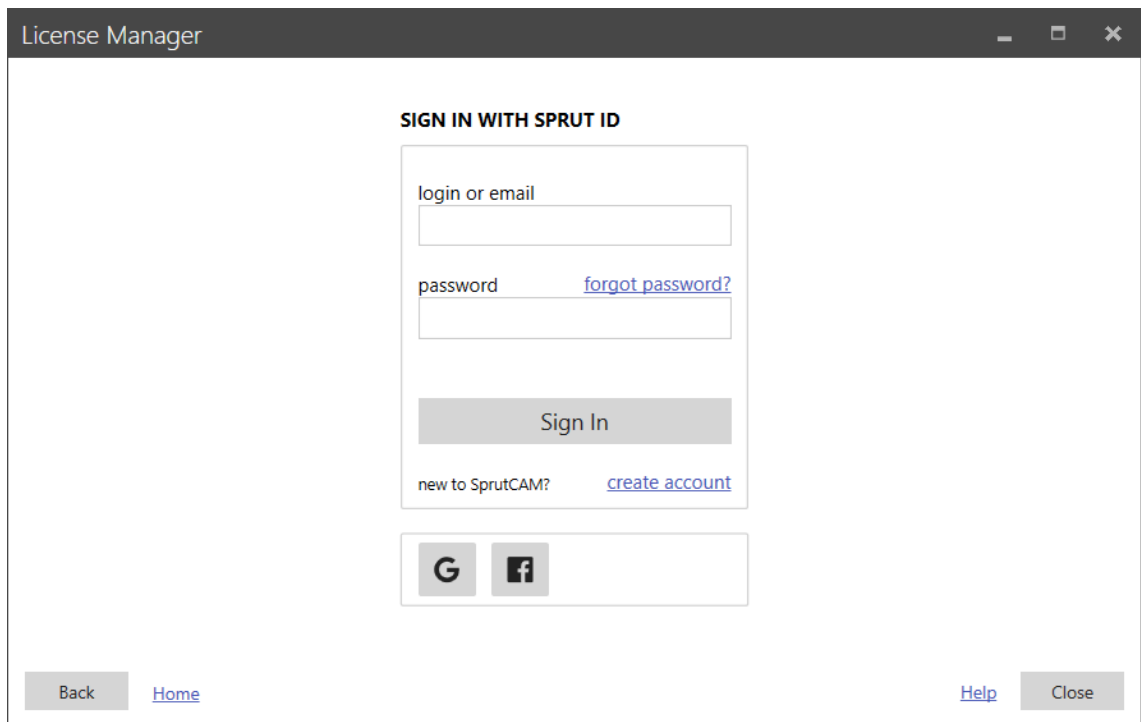 License Manager
SIGN IN WITH SPRUT ID
login or email
password forgot password?
Sign In
new to SprutCAM? create account
G f
Back Home Help Close